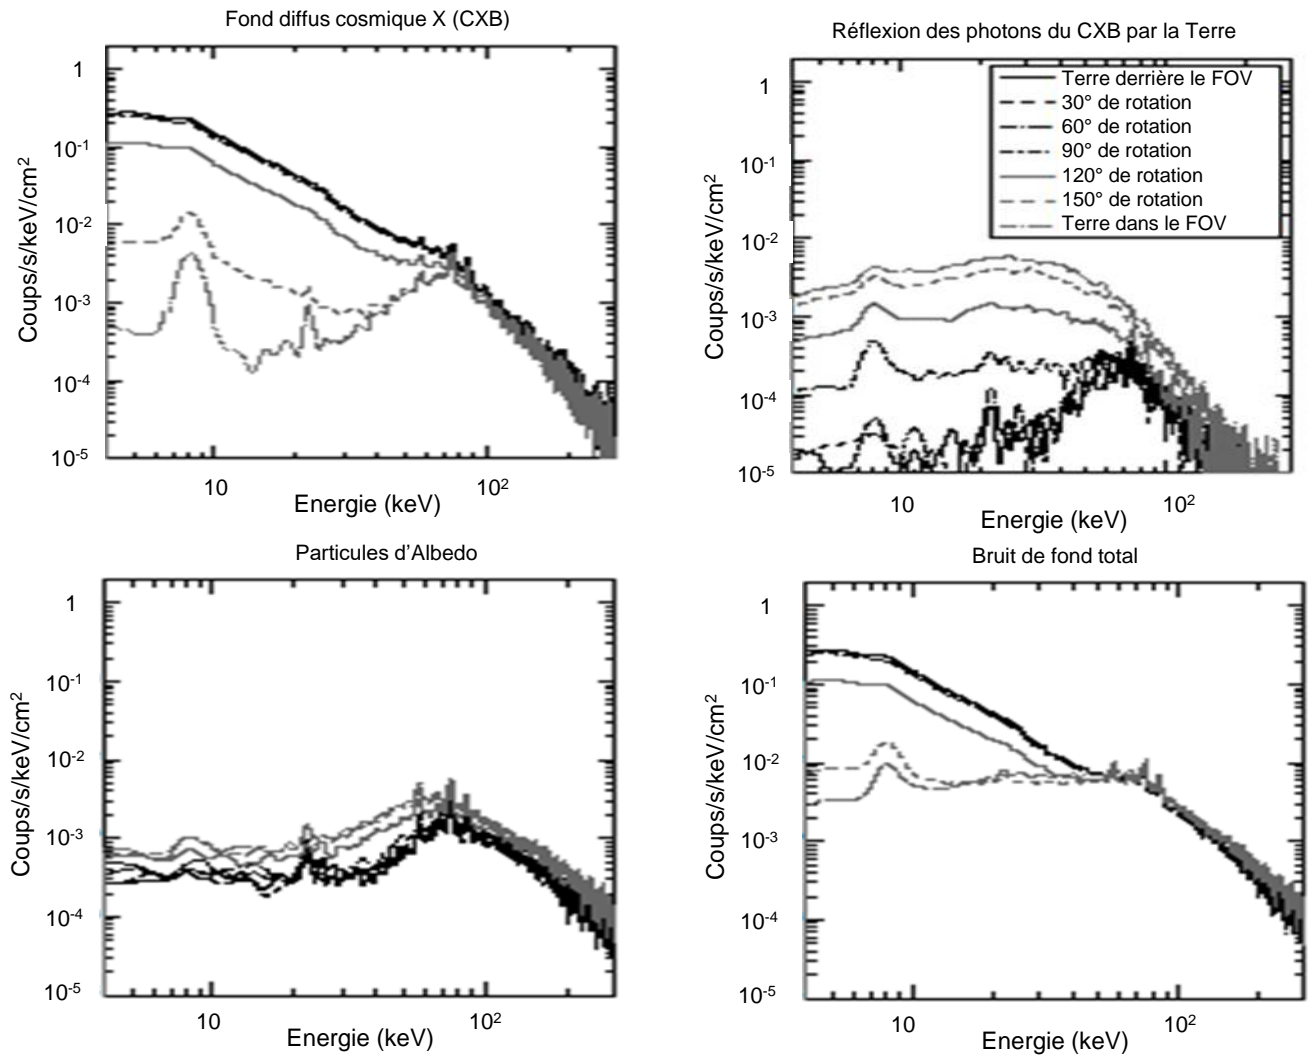 Fond diffus cosmique X (CXB)
1
10-1
10-2
10-3
10-4
10-5
Coups/s/keV/cm2
10
102
Energie (keV)
Réflexion des photons du CXB par la Terre
Terre derrière le FOV
30° de rotation
60° de rotation
90° de rotation
120° de rotation
150° de rotation
Terre dans le FOV
1
10-1
10-2
10-3
10-4
10-5
Coups/s/keV/cm2
10
102
Energie (keV)
Particules d'Albedo
1
10-1
10-2
10-3
10-4
10-5
Coups/s/keV/cm2
10
102
Energie (keV)
Bruit de fond total
1
10-1
10-2
10-3
10-4
10-5
Coups/s/keV/cm2
10
102
Energie (keV)